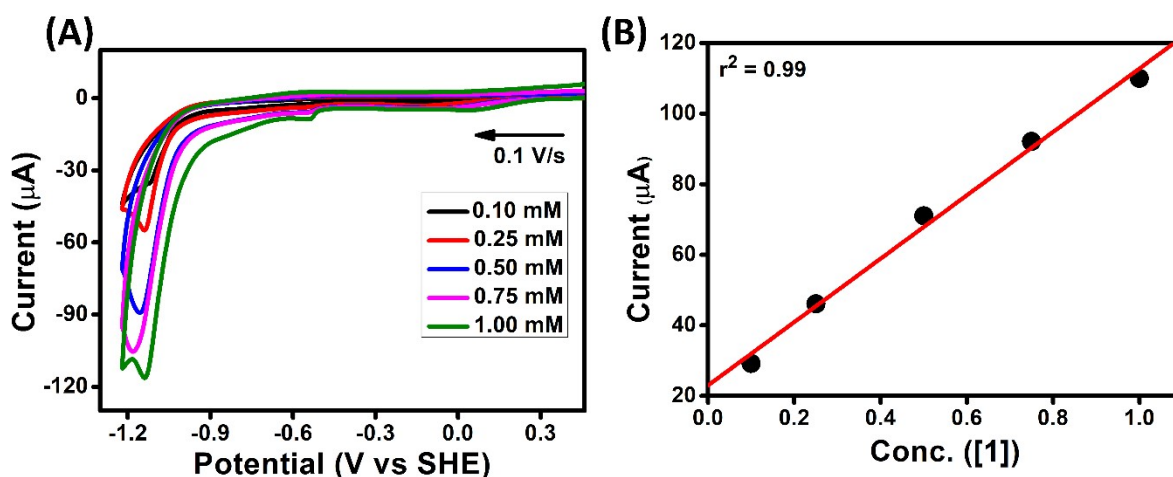 (A)
0
-30
-60
-90
-120
Current (μA)
0.1 V/s
0.10 mM
0.25 mM
0.50 mM
0.75 mM
1.00 mM
-1.2 -0.9 -0.6 -0.3 0.0 0.3
Potential (V vs SHE)
(B)
r² = 0.99
120
100
80
60
40
20
Current (μA)
0.0 0.2 0.4 0.6 0.8 1.0
Conc. ([1])